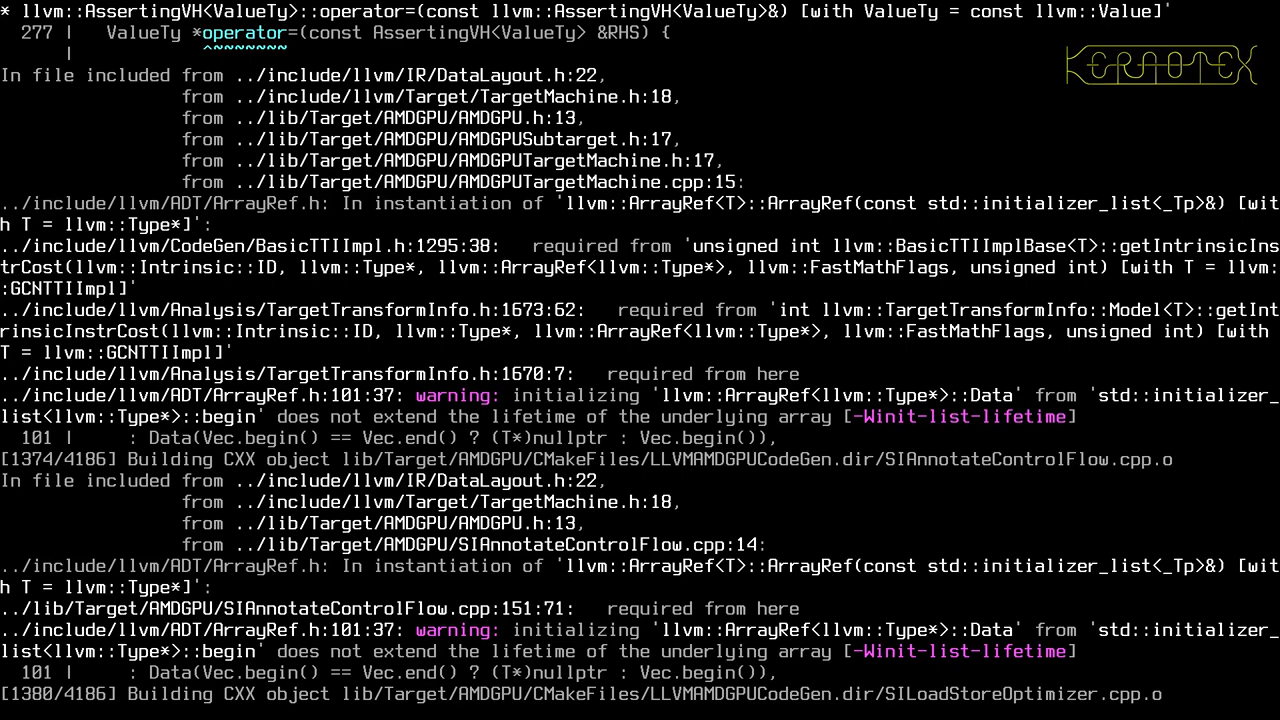 * llvm::AssertingVH<ValueTy>::operator=(const llvm::AssertingVH<ValueTy>&) [with ValueTy = const llvm::Value]'
  277 |   ValueTy *operator=(const AssertingVH<ValueTy> &RHS) {
      |            ^~~~~~~~
KERAOTEX
In file included from ../include/llvm/IR/DataLayout.h:22,
                 from ../include/llvm/Target/TargetMachine.h:18,
                 from ../lib/Target/AMDGPU/AMDGPU.h:13,
                 from ../lib/Target/AMDGPU/AMDGPUSubtarget.h:17,
                 from ../lib/Target/AMDGPU/AMDGPUTargetMachine.h:17,
                 from ../lib/Target/AMDGPU/AMDGPUTargetMachine.cpp:15:
../include/llvm/ADT/ArrayRef.h: In instantiation of 'llvm::ArrayRef<T>::ArrayRef(const std::initializer_list<_Tp>&) [wit
h T = llvm::Type*]':
../include/llvm/CodeGen/BasicTTIImpl.h:1295:38:   required from 'unsigned int llvm::BasicTTIImplBase<T>::getIntrinsicIns
trCost(llvm::Intrinsic::ID, llvm::Type*, llvm::ArrayRef<llvm::Type*>, llvm::FastMathFlags, unsigned int) [with T = llvm:
:GCNTTIImpl]'
../include/llvm/Analysis/TargetTransformInfo.h:1673:62:   required from 'int llvm::TargetTransformInfo::Model<T>::getInt
rinsicInstrCost(llvm::Intrinsic::ID, llvm::Type*, llvm::ArrayRef<llvm::Type*>, llvm::FastMathFlags, unsigned int) [with
T = llvm::GCNTTIImpl]'
../include/llvm/Analysis/TargetTransformInfo.h:1670:7:   required from here
../include/llvm/ADT/ArrayRef.h:101:37: warning: initializing 'llvm::ArrayRef<llvm::Type*>::Data' from 'std::initializer_
list<llvm::Type*>::begin' does not extend the lifetime of the underlying array [-Winit-list-lifetime]
  101 |     : Data(Vec.begin() == Vec.end() ? (T*)nullptr : Vec.begin()),
[1374/4186] Building CXX object lib/Target/AMDGPU/CMakeFiles/LLVMAMDGPUCodeGen.dir/SIAnnotateControlFlow.cpp.o
In file included from ../include/llvm/IR/DataLayout.h:22,
                 from ../include/llvm/Target/TargetMachine.h:18,
                 from ../lib/Target/AMDGPU/AMDGPU.h:13,
                 from ../lib/Target/AMDGPU/SIAnnotateControlFlow.cpp:14:
../include/llvm/ADT/ArrayRef.h: In instantiation of 'llvm::ArrayRef<T>::ArrayRef(const std::initializer_list<_Tp>&) [wit
h T = llvm::Type*]':
../lib/Target/AMDGPU/SIAnnotateControlFlow.cpp:151:71:   required from here
../include/llvm/ADT/ArrayRef.h:101:37: warning: initializing 'llvm::ArrayRef<llvm::Type*>::Data' from 'std::initializer_
list<llvm::Type*>::begin' does not extend the lifetime of the underlying array [-Winit-list-lifetime]
  101 |     : Data(Vec.begin() == Vec.end() ? (T*)nullptr : Vec.begin()),
[1380/4186] Building CXX object lib/Target/AMDGPU/CMakeFiles/LLVMAMDGPUCodeGen.dir/SILoadStoreOptimizer.cpp.o